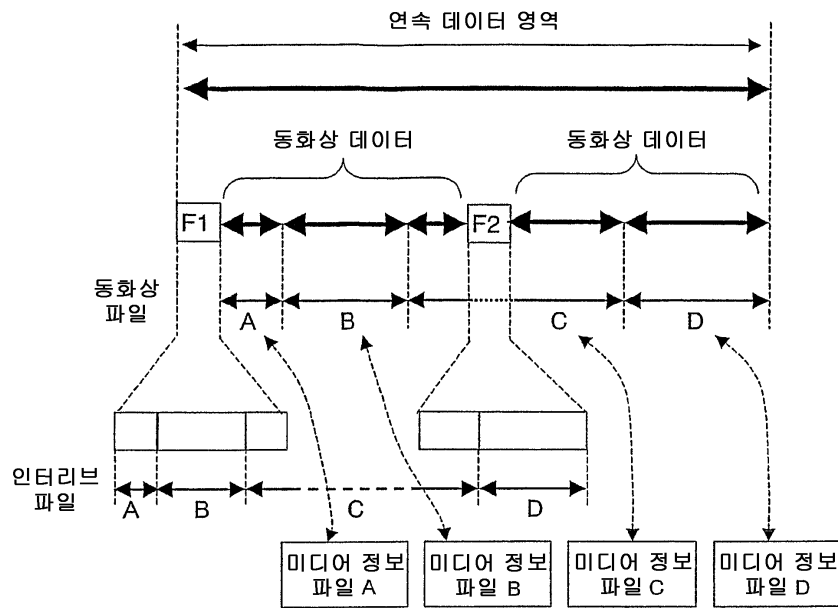 연속 데이터 영역
동화상 데이터
동화상 데이터
F1
F2
동화상
파일
A
B
C
D
인터리브
파일
A
B
C
D
미디어 정보
파일 A
미디어 정보
파일 B
미디어 정보
파일 C
미디어 정보
파일 D